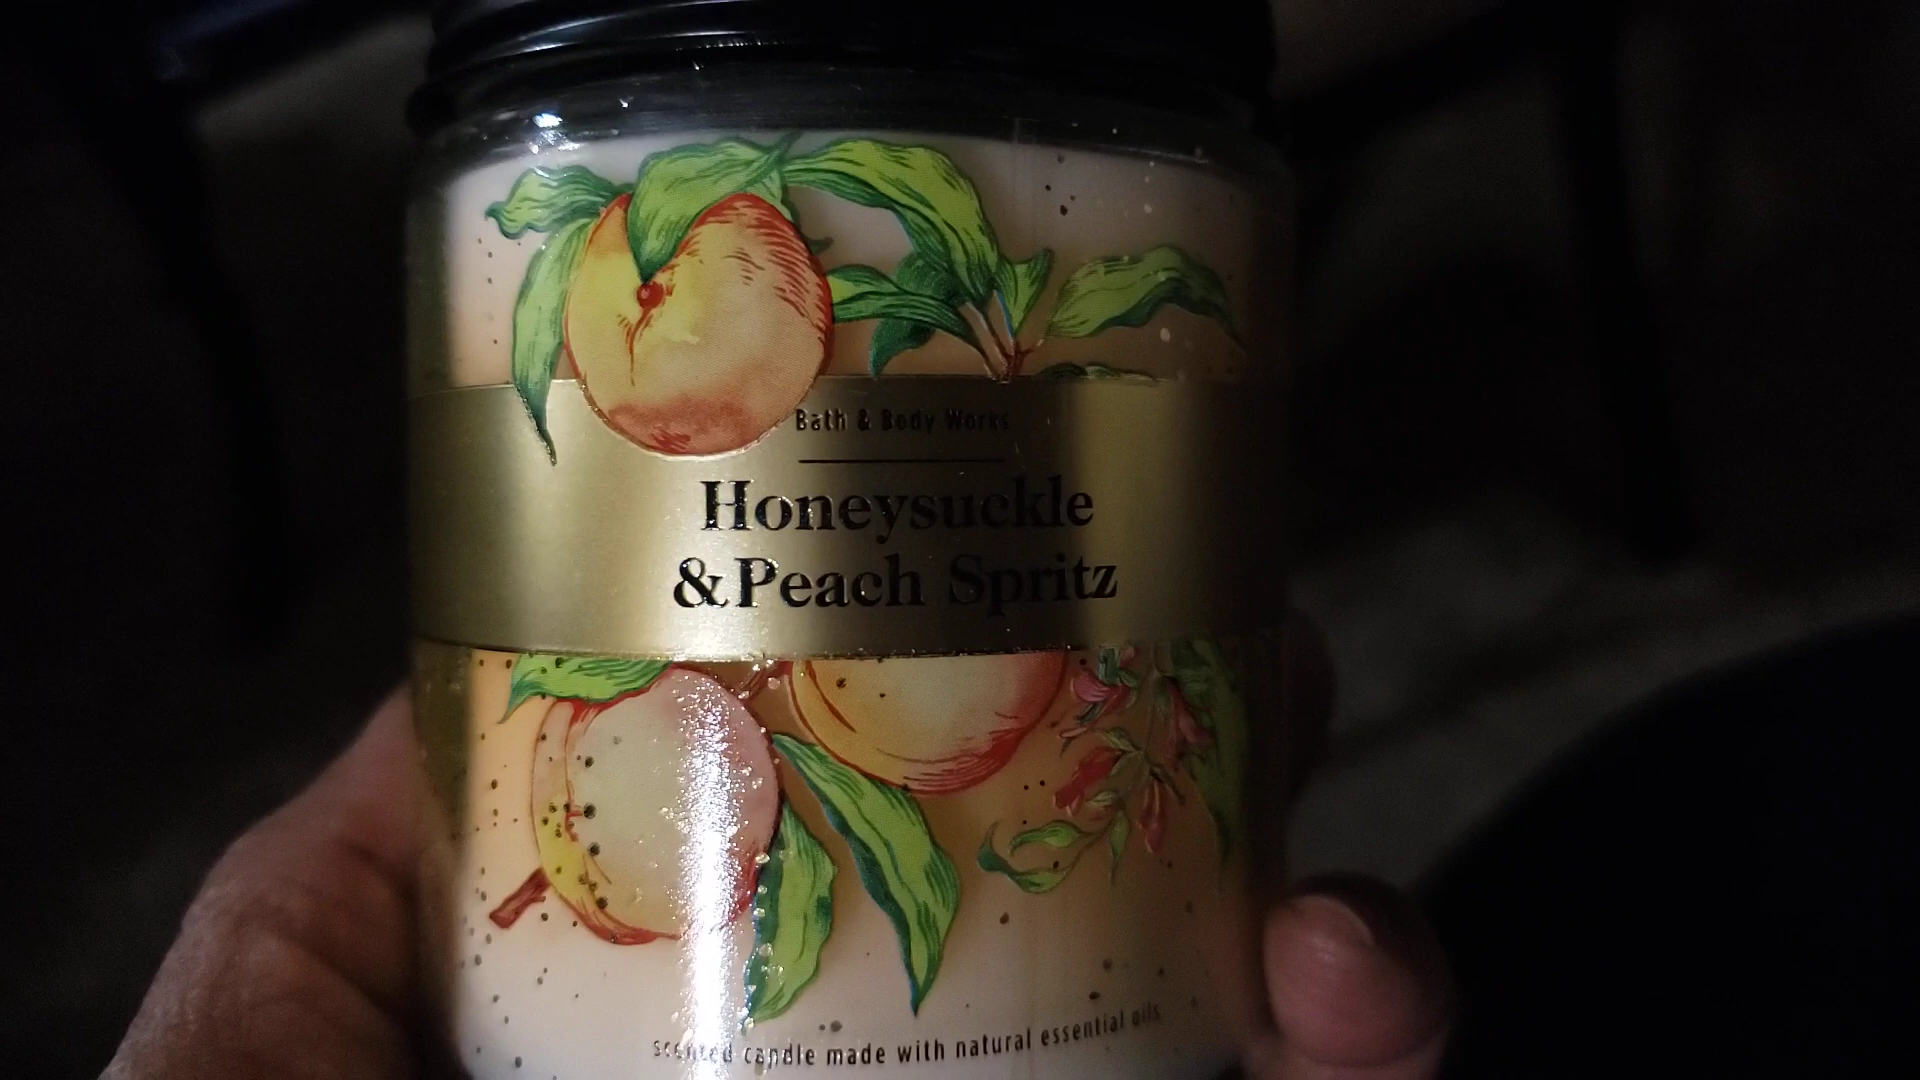 Bath & Body Works
Honeysuckle
& Peach Spritz
scented candle made with natural essential oils